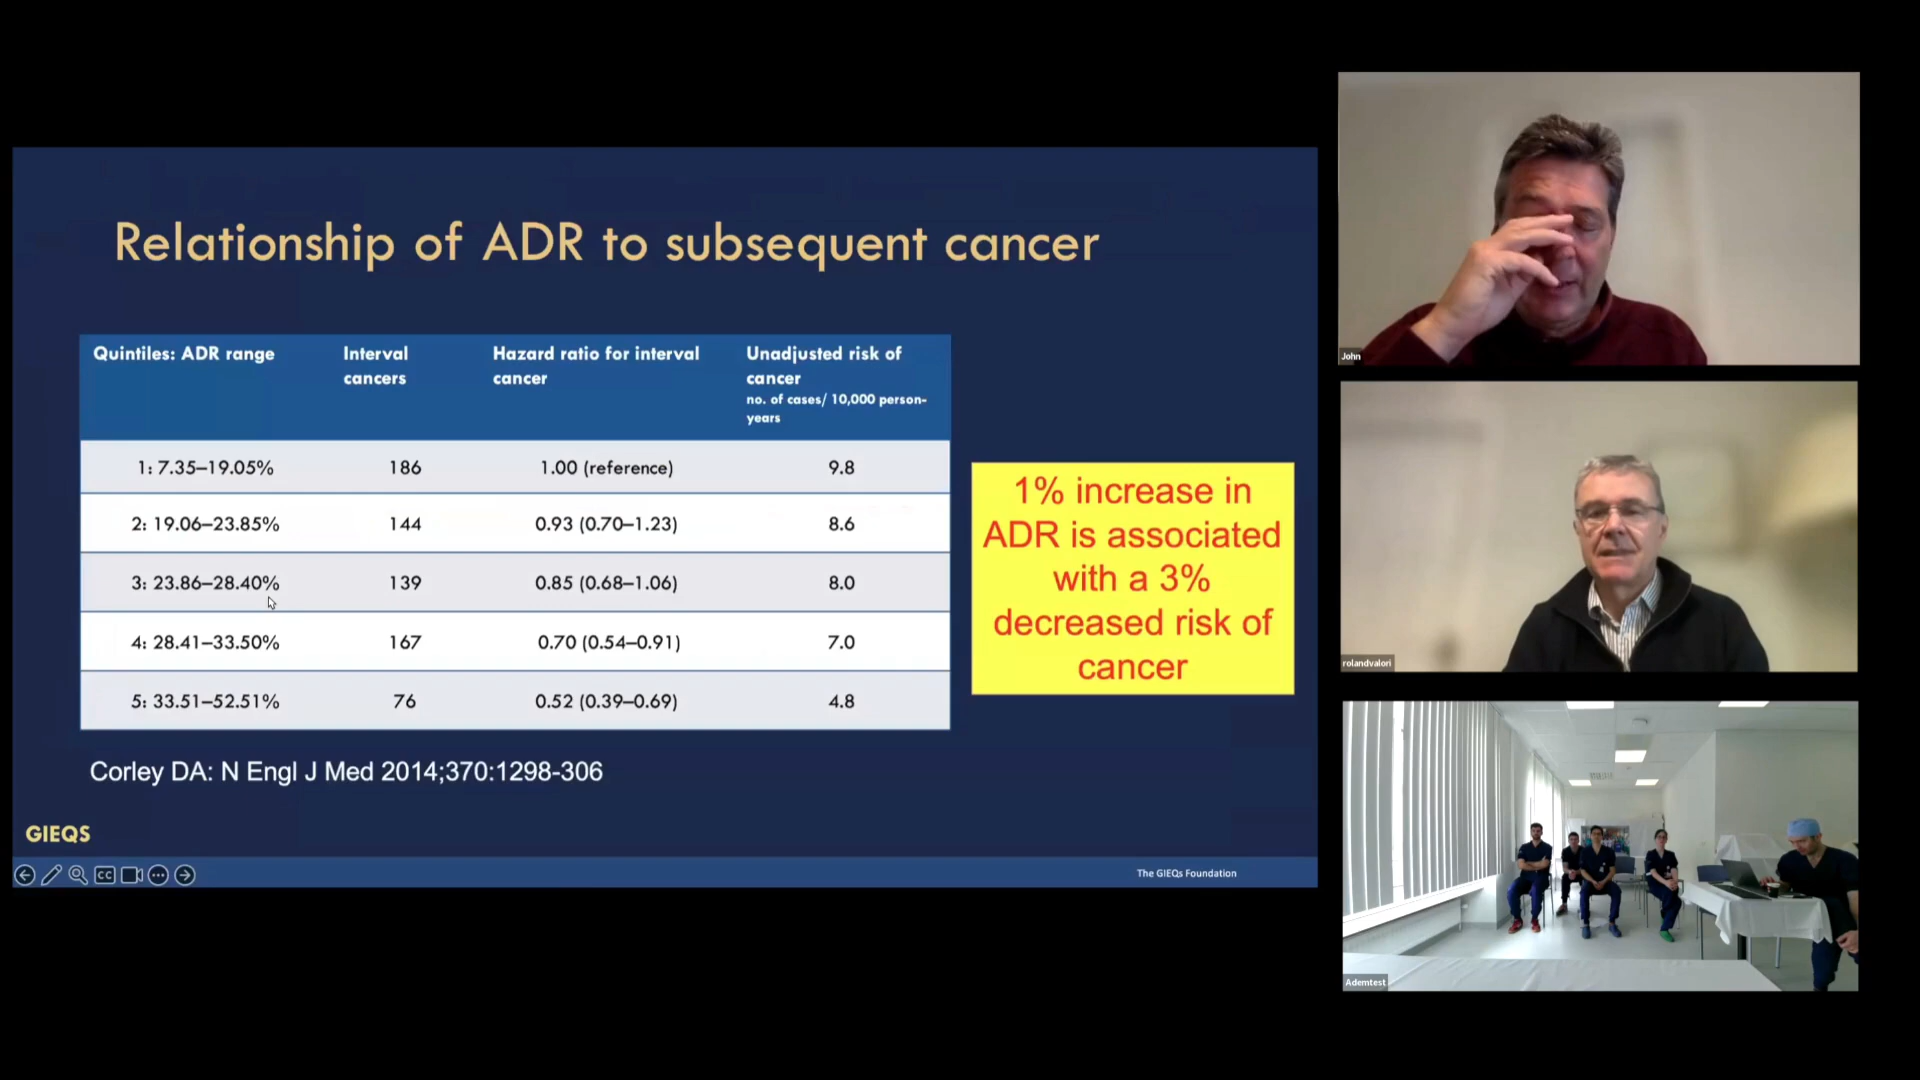 Relationship of ADR to subsequent cancer
Quintiles: ADR range
Interval
cancers
Hazard ratio for interval
cancer
Unadjusted risk of
cancer
no. of cases/ 10,000 person-
years
1: 7.35–19.05% 186 1.00 (reference) 9.8
2: 19.06–23.85% 144 0.93 (0.70–1.23) 8.6
3: 23.86–28.40% 139 0.85 (0.68–1.06) 8.0
4: 28.41–33.50% 167 0.70 (0.54–0.91) 7.0
5: 33.51–52.51% 76 0.52 (0.39–0.69) 4.8
1% increase in
ADR is associated
with a 3%
decreased risk of
cancer
Corley DA: N Engl J Med 2014;370:1298-306
GIEQS
CC
The GIEQs Foundation
John
rolandvalori
Ademtest